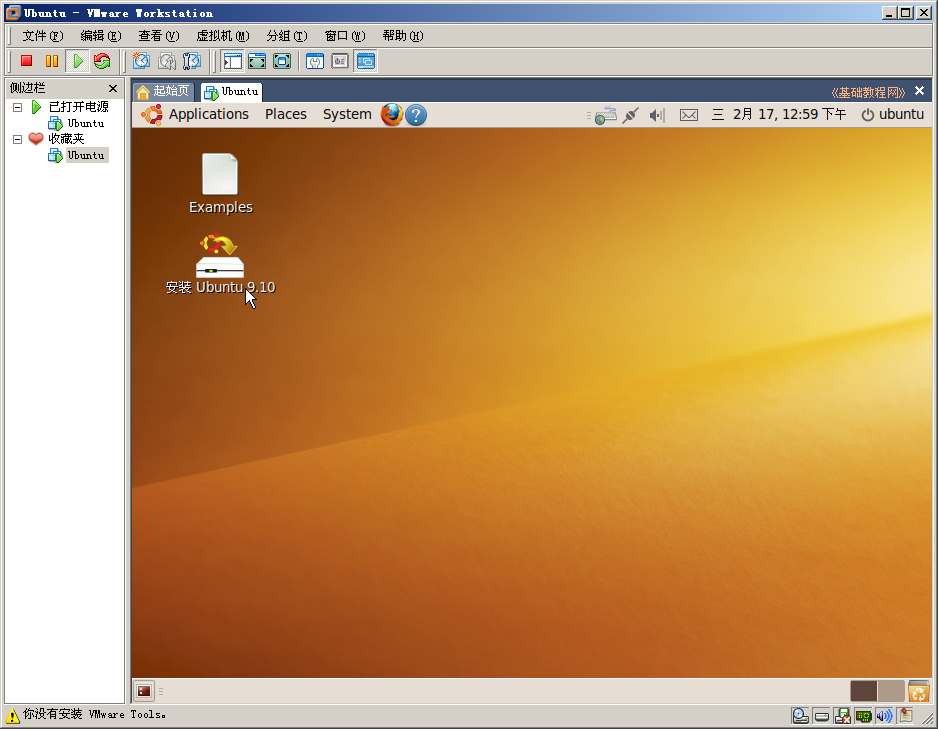 Ubuntu - VMware Workstation
文件(F) 编辑(E) 查看(V) 虚拟机(M) 分组(T) 窗口(W) 帮助(H)
侧边栏
已打开电源
Ubuntu
收藏夹
Ubuntu
起始页 Ubuntu 《基础教程网》
Applications Places System 三 2月 17, 12:59 下午 ubuntu
Examples
安装 Ubuntu 9.10
你没有安装 VMware Tools。